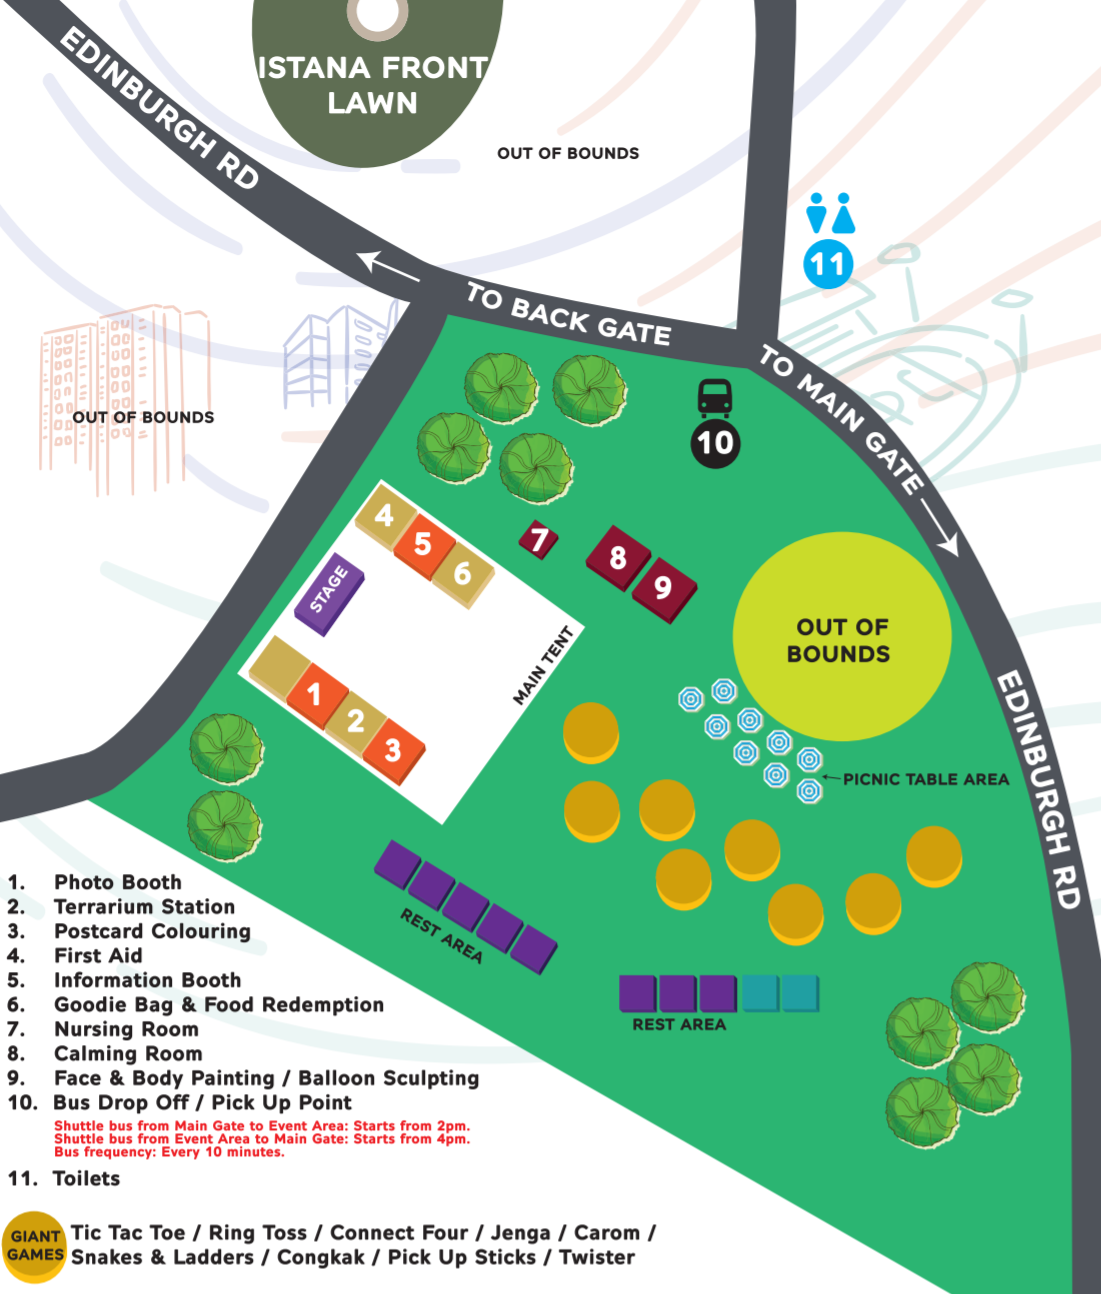 ISTANA FRONT
LAWN
EDINBURGH RD
OUT OF BOUNDS
11
TO BACK GATE
TO MAIN GATE
OUT OF BOUNDS
10
4
5
6
7
8
9
STAGE
MAIN TENT
OUT OF
BOUNDS
1
2
3
EDINBURGH RD
PICNIC TABLE AREA
REST AREA
REST AREA
1. Photo Booth
2. Terrarium Station
3. Postcard Colouring
4. First Aid
5. Information Booth
6. Goodie Bag & Food Redemption
7. Nursing Room
8. Calming Room
9. Face & Body Painting / Balloon Sculpting
10. Bus Drop Off / Pick Up Point
Shuttle bus from Main Gate to Event Area: Starts from 2pm.
Shuttle bus from Event Area to Main Gate: Starts from 4pm.
Bus frequency: Every 10 minutes.
11. Toilets
GIANT
GAMES
Tic Tac Toe / Ring Toss / Connect Four / Jenga / Carom /
Snakes & Ladders / Congkak / Pick Up Sticks / Twister